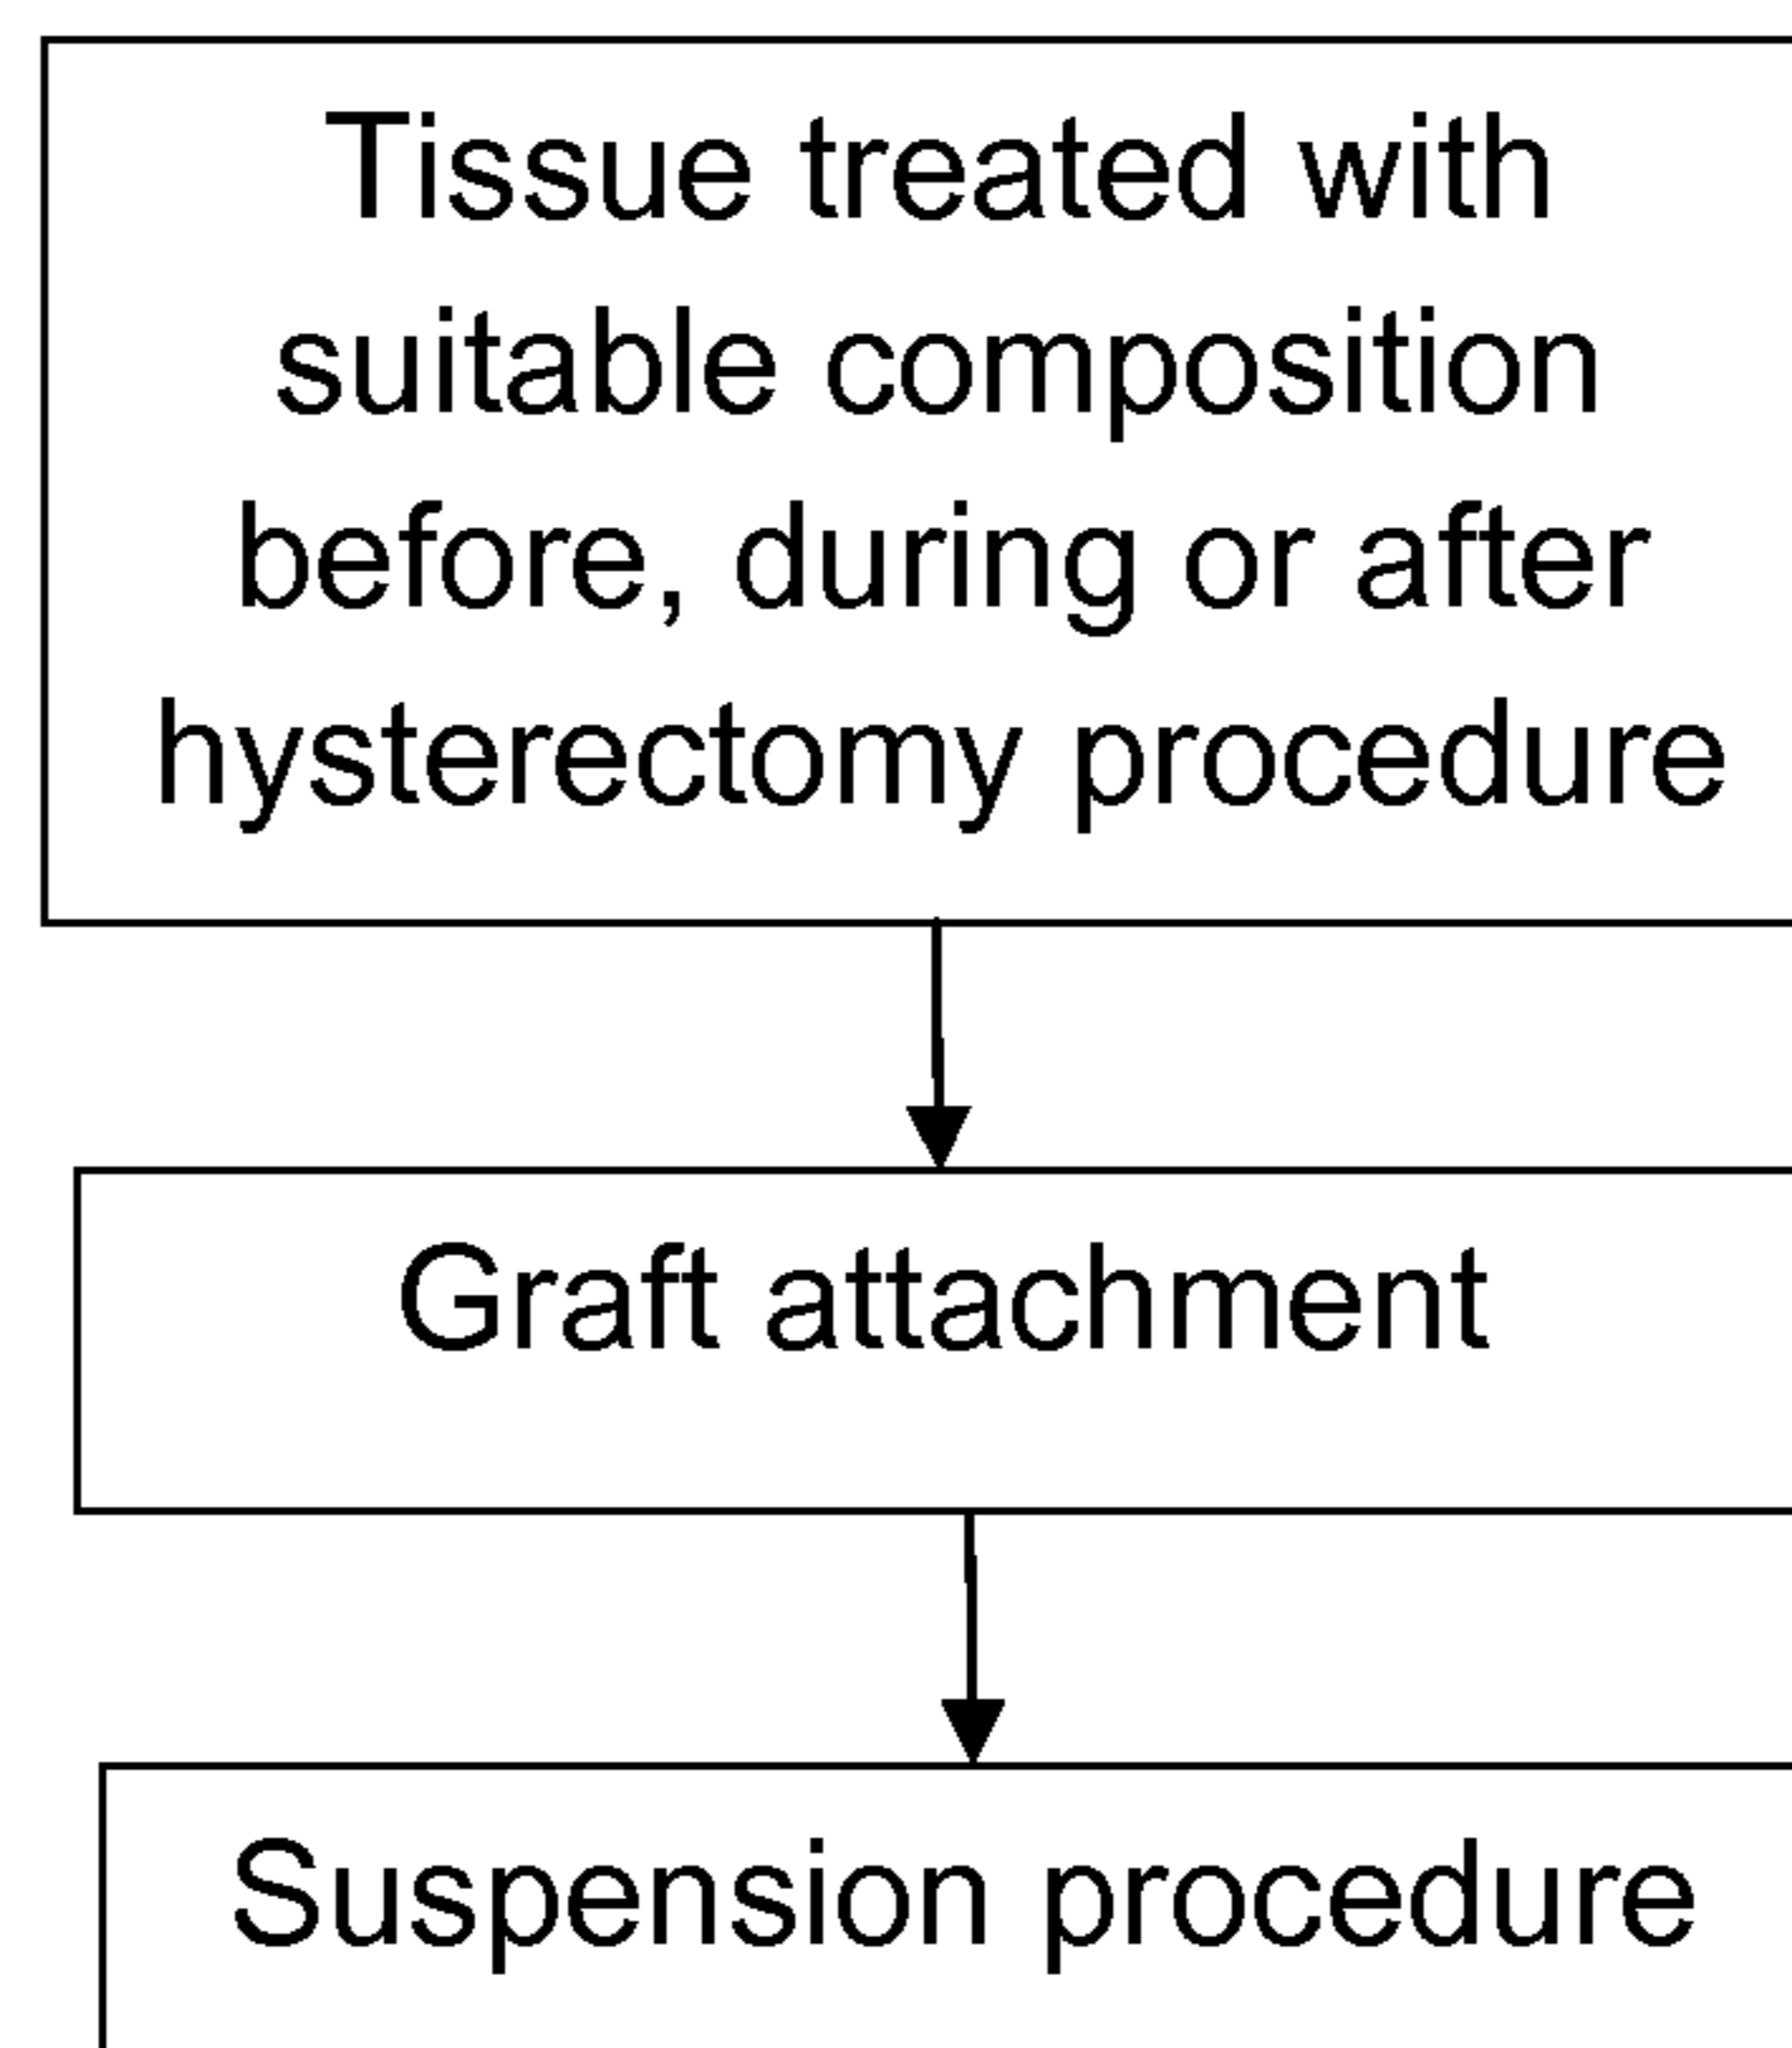 Tissue treated with
suitable composition
before, during or after
hysterectomy procedure
Graft attachment
Suspension procedure